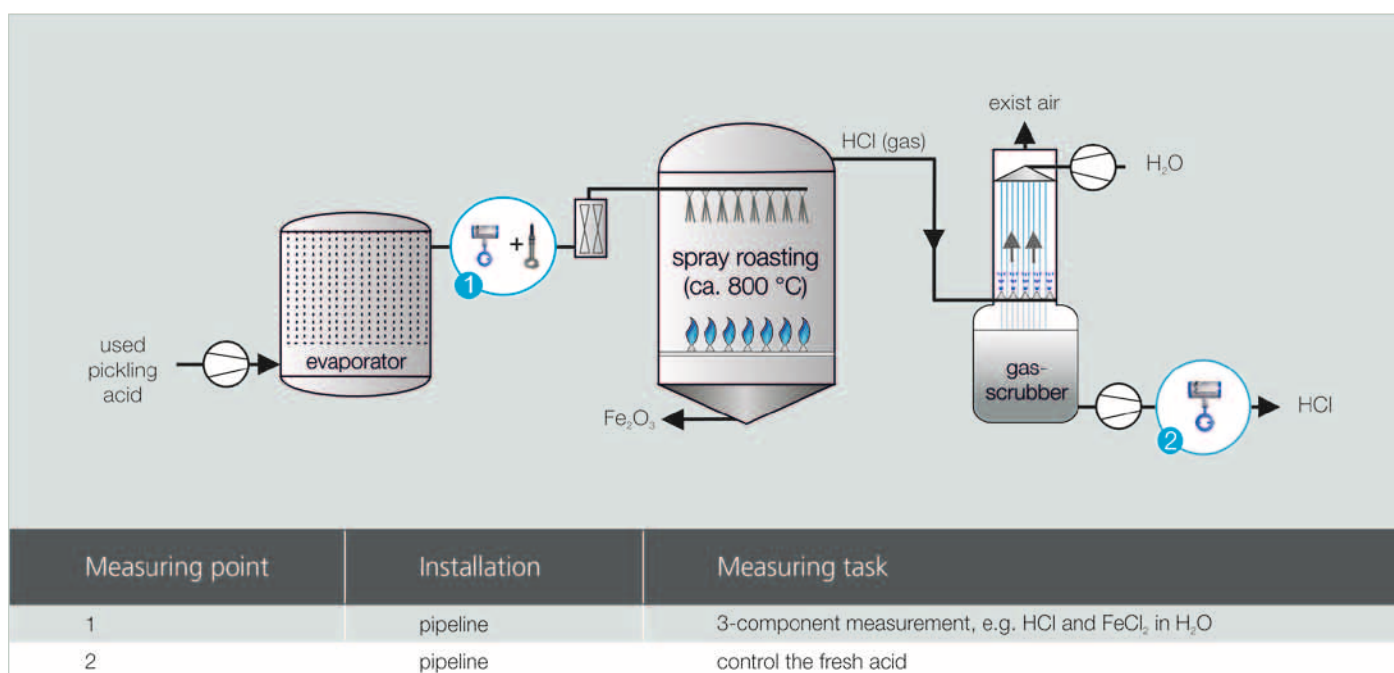 exist air
HCl (gas)
H₂O
+
1
spray roasting
(ca. 800 °C)
used
pickling
acid
evaporator
gas-
scrubber
Fe₂O₃
HCl
2
Measuring point Installation Measuring task
1 pipeline 3-component measurement, e.g. HCl and FeCl₂ in H₂O
2 pipeline control the fresh acid